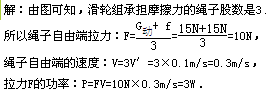 解：由图可知，滑轮组承担摩擦力的绳子股数是3.
所以绳子自由端拉力：F=(G动+f)/3=(15N+15N)/3=10N，
绳子自由端的速度：V=3V′=3×0.1m/s=0.3m/s，
拉力F的功率：P=FV=10N×0.3m/s=3W.